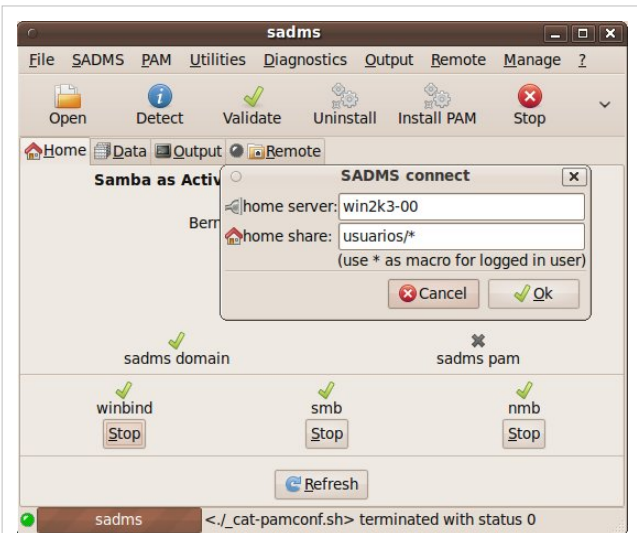 sadms
File SADMS PAM Utilities Diagnostics Output Remote Manage ?
Open Detect Validate Uninstall Install PAM Stop
Home Data Output Remote
Samba as Activ
Bern
SADMS connect
home server: win2k3-00
home share: usuarios/*
(use * as macro for logged in user)
Cancel Ok
sadms domain sadms pam
winbind smb nmb
Stop Stop Stop
Refresh
sadms <./_cat-pamconf.sh> terminated with status 0